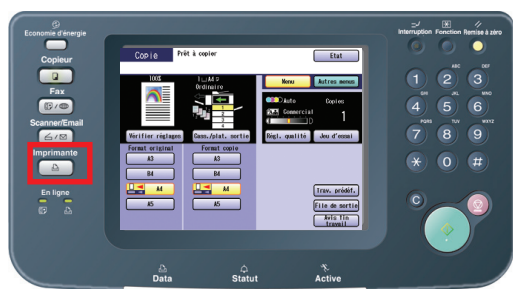 Economie d'énergie
Copieur
Fax
Scanner/Email
Imprimante
En ligne
Copie
Prêt à copier
Etat
100%
A4
Ordinaire
Menu
Autres menus
Auto
Copies
Commercial
1
Vérifier réglages
Cass./plat. sortie
Régl. qualité
Jeu d'essai
Format original
Format copie
A3
A3
B4
B4
A4
A4
A5
A5
Trav. prédéf.
File de sortie
Avis fin
travail
Data
Statut
Active
Interruption
Fonction
Remise à zéro
1
ABC
2
DEF
3
GHI
4
JKL
5
MNO
6
PQRS
7
TUV
8
WXYZ
9
0
#
C